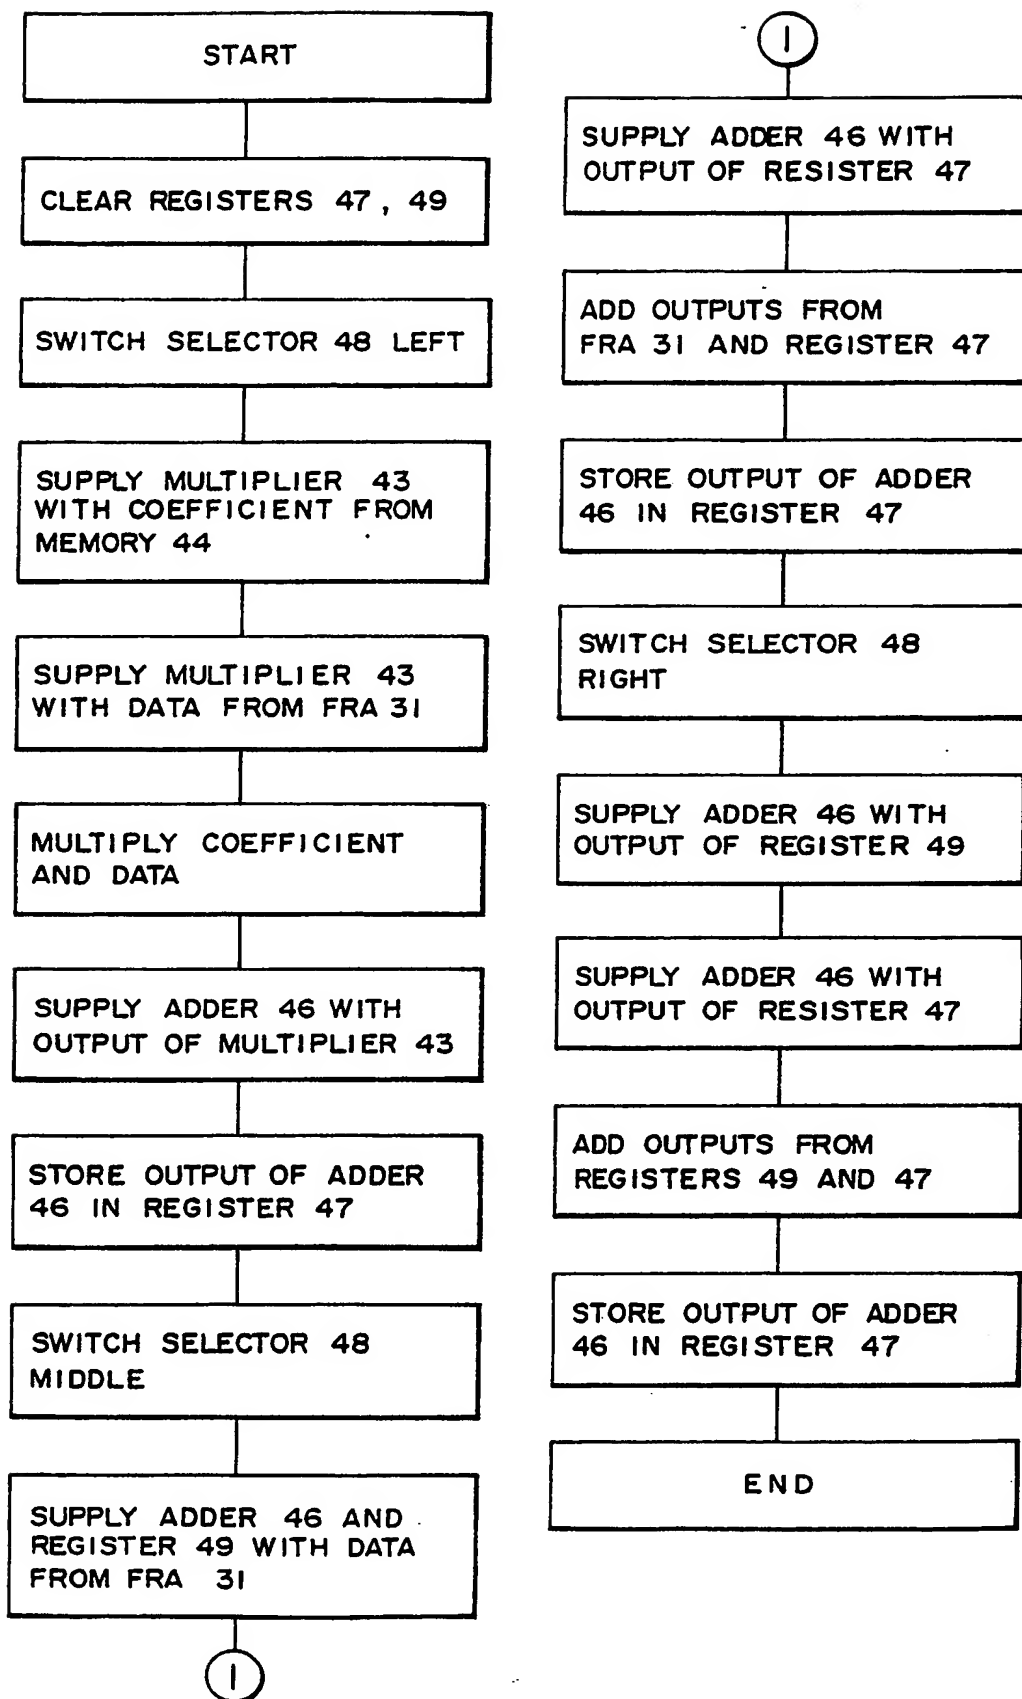 START
CLEAR REGISTERS 47, 49
SWITCH SELECTOR 48 LEFT
SUPPLY MULTIPLIER 43
WITH COEFFICIENT FROM
MEMORY 44
SUPPLY MULTIPLIER 43
WITH DATA FROM FRA 31
MULTIPLY COEFFICIENT
AND DATA
SUPPLY ADDER 46 WITH
OUTPUT OF MULTIPLIER 43
STORE OUTPUT OF ADDER
46 IN REGISTER 47
SWITCH SELECTOR 48
MIDDLE
SUPPLY ADDER 46 AND
REGISTER 49 WITH DATA
FROM FRA 31
1
1
SUPPLY ADDER 46 WITH
OUTPUT OF RESISTER 47
ADD OUTPUTS FROM
FRA 31 AND REGISTER 47
STORE OUTPUT OF ADDER
46 IN REGISTER 47
SWITCH SELECTOR 48
RIGHT
SUPPLY ADDER 46 WITH
OUTPUT OF REGISTER 49
SUPPLY ADDER 46 WITH
OUTPUT OF RESISTER 47
ADD OUTPUTS FROM
REGISTERS 49 AND 47
STORE OUTPUT OF ADDER
46 IN REGISTER 47
END